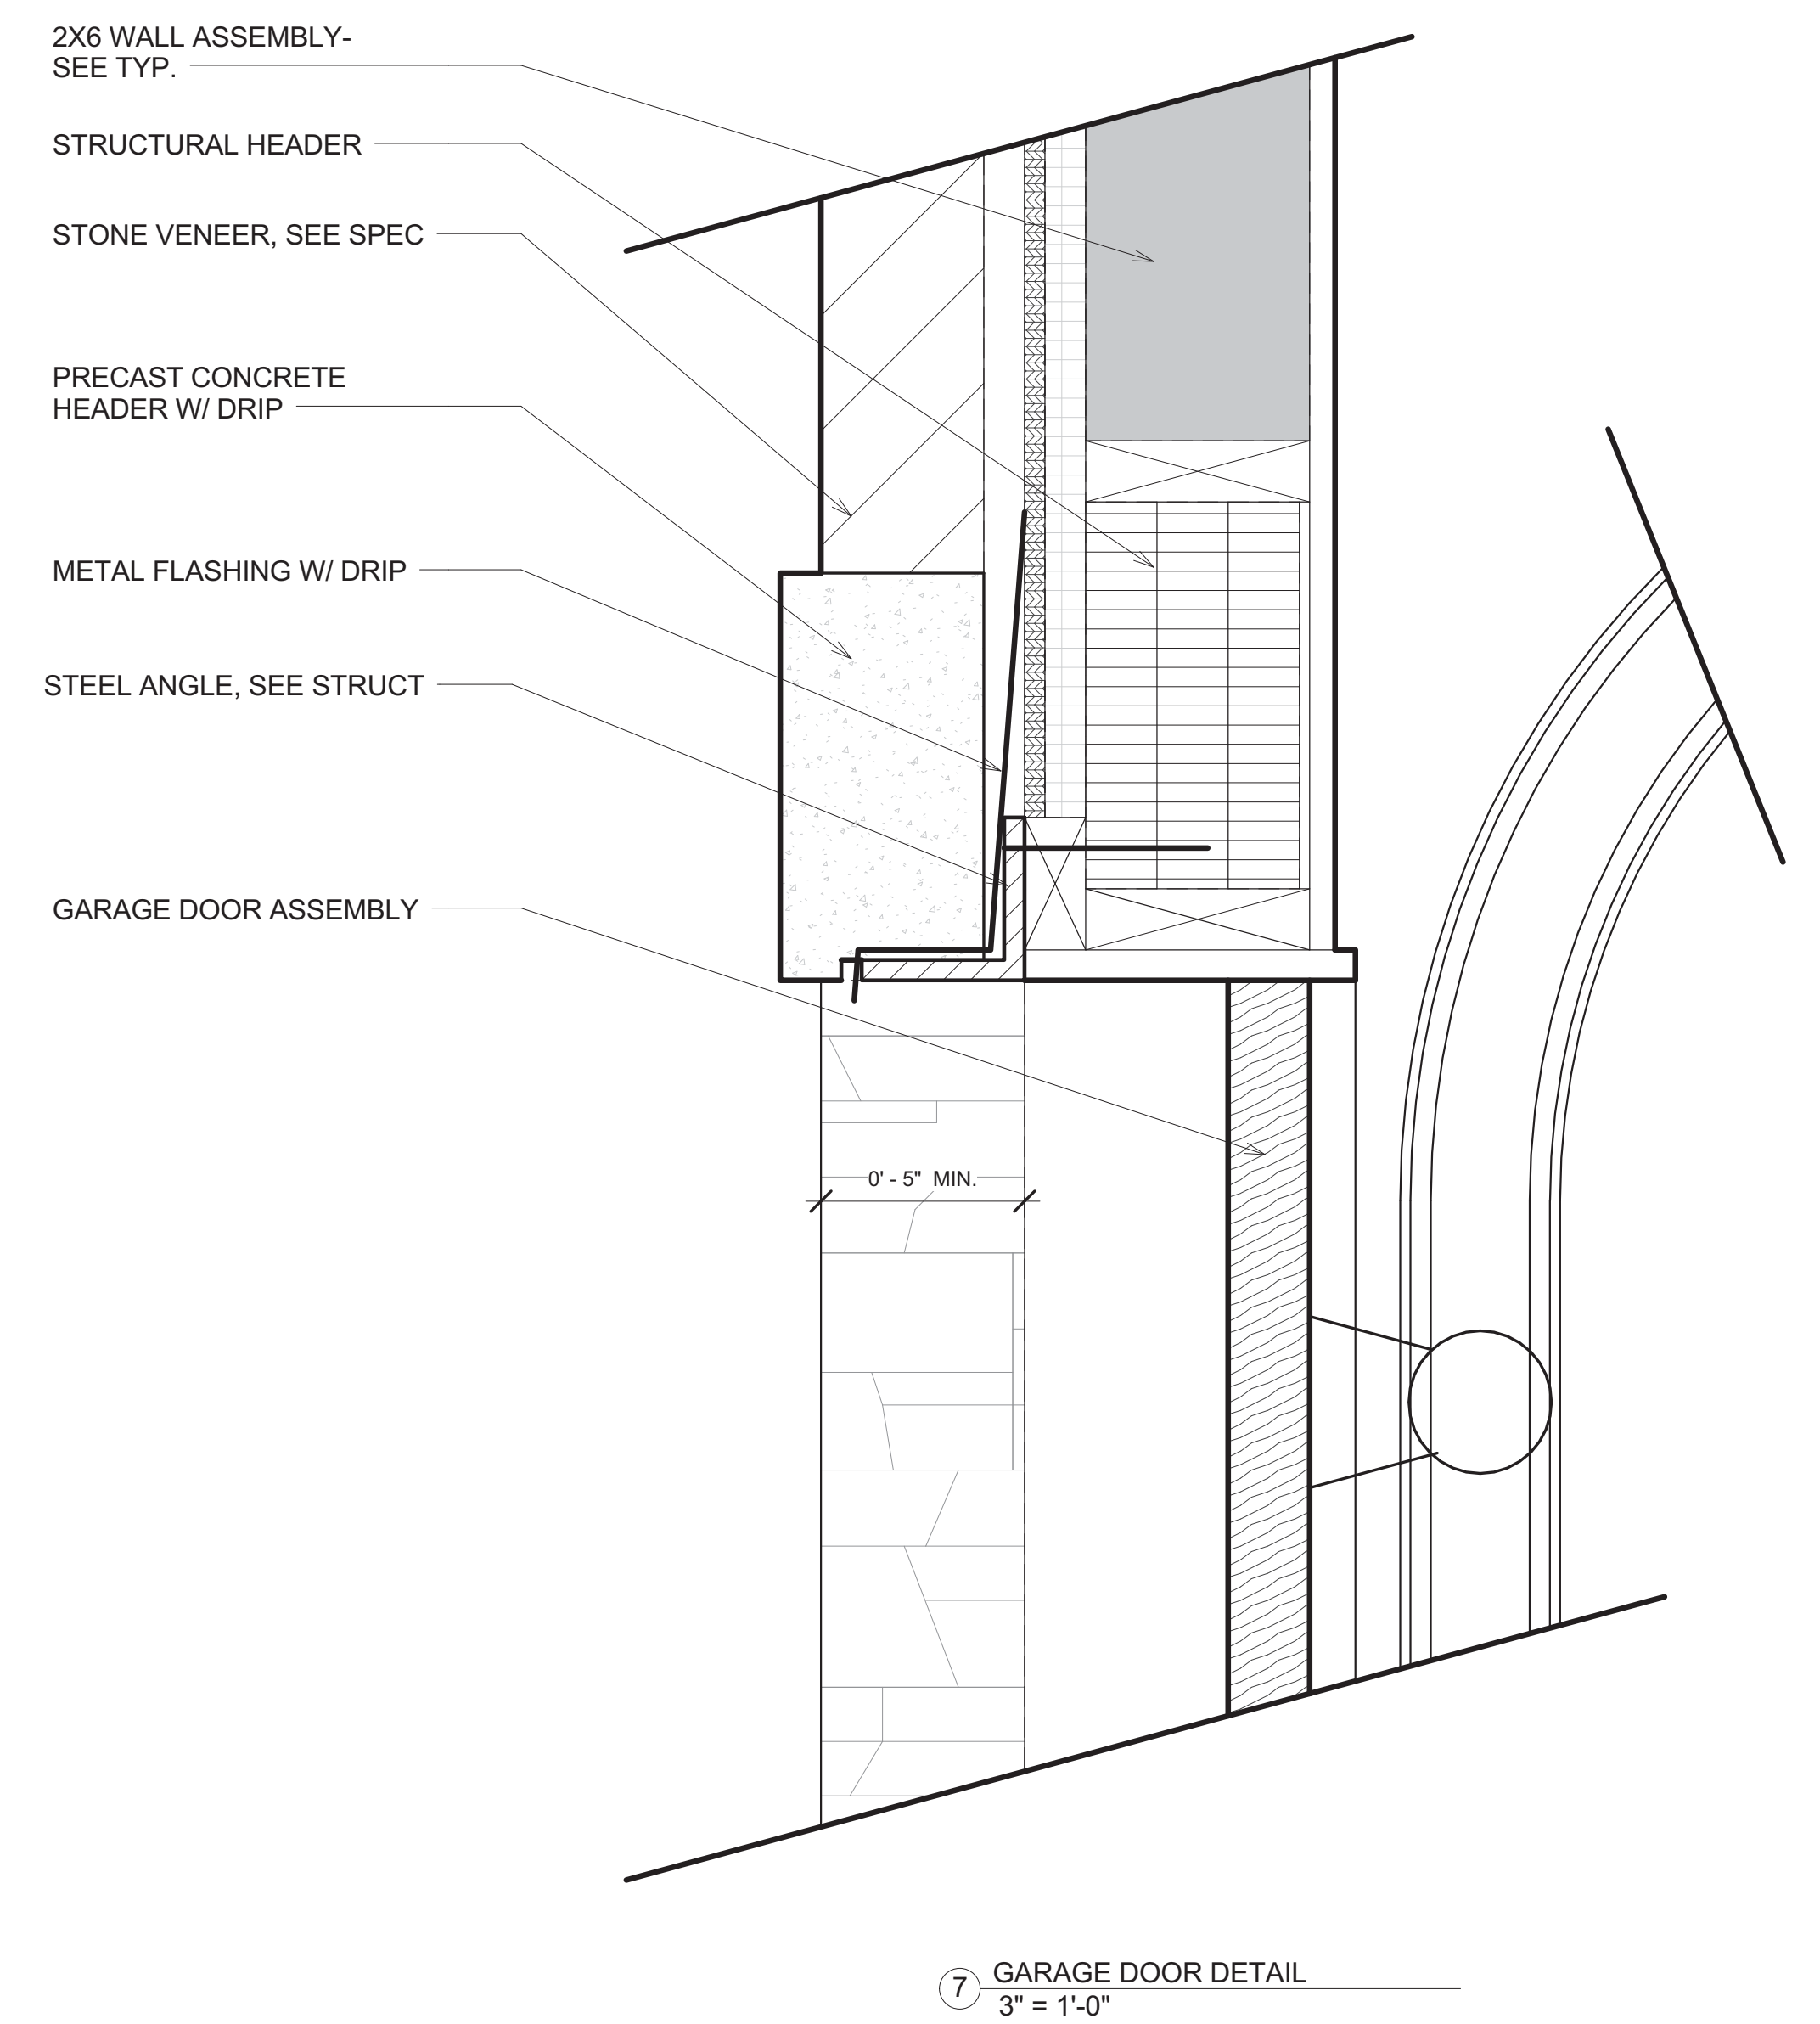 2X6 WALL ASSEMBLY-
SEE TYP.
STRUCTURAL HEADER
STONE VENEER, SEE SPEC
PRECAST CONCRETE
HEADER W/ DRIP
METAL FLASHING W/ DRIP
STEEL ANGLE, SEE STRUCT
GARAGE DOOR ASSEMBLY
0' - 5" MIN.
7
GARAGE DOOR DETAIL
3" = 1'-0"